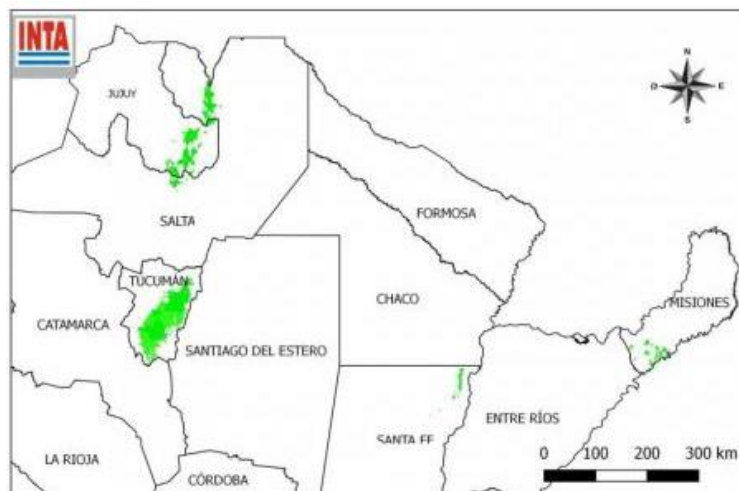 INTA
N
O E
S
JUJUY
SALTA
FORMOSA
TUCUMÁN
CHACO
MISIONES
CATAMARCA
SANTIAGO DEL ESTERO
ENTRE RÍOS
SANTA FE
LA RIOJA
CÓRDOBA
0 100 200 300 km